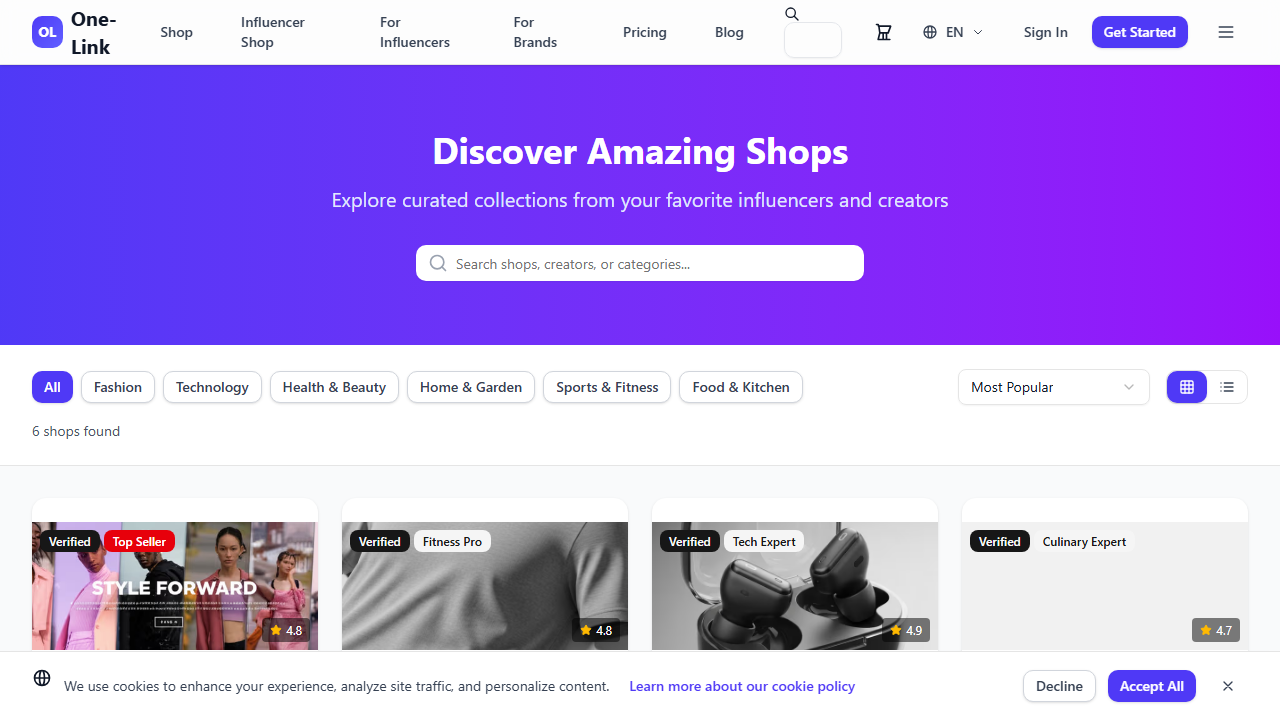 OL
One-
Link
Shop
Influencer
Shop
For
Influencers
For
Brands
Pricing
Blog
EN
Sign In
Get Started
Discover Amazing Shops
Explore curated collections from your favorite influencers and creators
Search shops, creators, or categories...
All
Fashion
Technology
Health & Beauty
Home & Garden
Sports & Fitness
Food & Kitchen
Most Popular
6 shops found
Verified
Top Seller
STYLE FORWARD
4.8
Verified
Fitness Pro
4.8
Verified
Tech Expert
4.9
Verified
Culinary Expert
4.7
We use cookies to enhance your experience, analyze site traffic, and personalize content.
Learn more about our cookie policy
Decline
Accept All